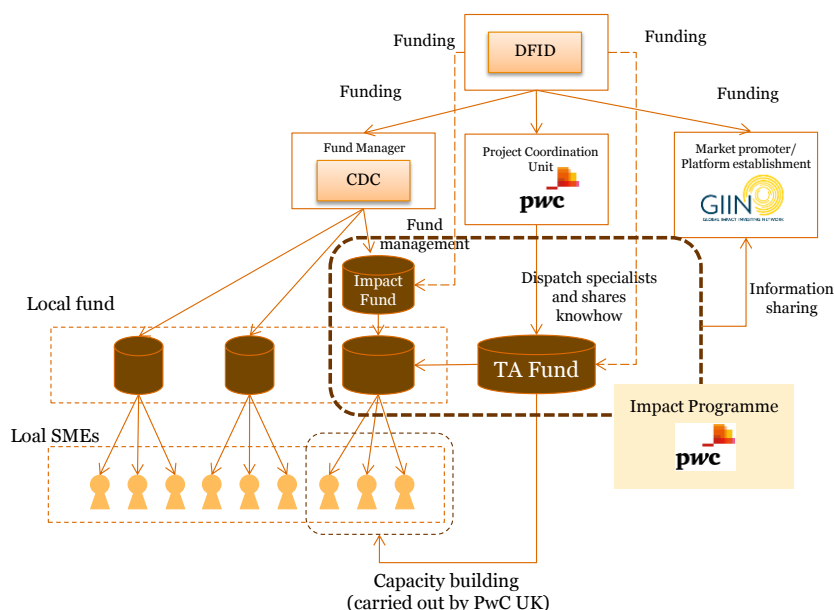 Funding
DFID
Funding
Funding
Funding
Fund Manager
CDC
Project Coordination
Unit
pwc
Market promoter/
Platform establishment
GIIN
GLOBAL IMPACT INVESTING NETWORK
Fund
management
Impact
Fund
Dispatch specialists
and shares
knowhow
Information
sharing
Local fund
TA Fund
Impact Programme
pwc
Loal SMEs
Capacity building
(carried out by PwC UK)